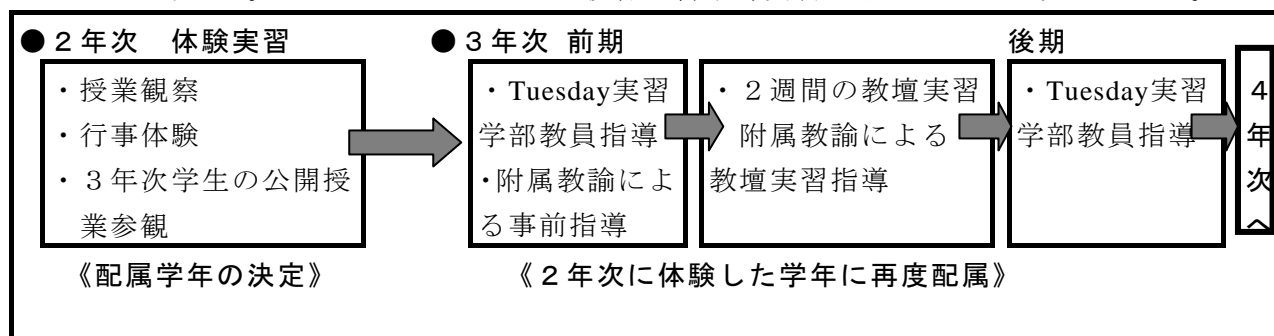 ●２年次　体験実習
・授業観察
・行事体験
・３年次学生の公開授
業参観
《配属学年の決定》
●３年次 前期
・Tuesday実習
学部教員指導
・附属教諭によ
る事前指導
・２週間の教壇実習
附属教諭による
教壇実習指導
後期
・Tuesday実習
学部教員指導
《２年次に体験した学年に再度配属》
４
年
次
へ